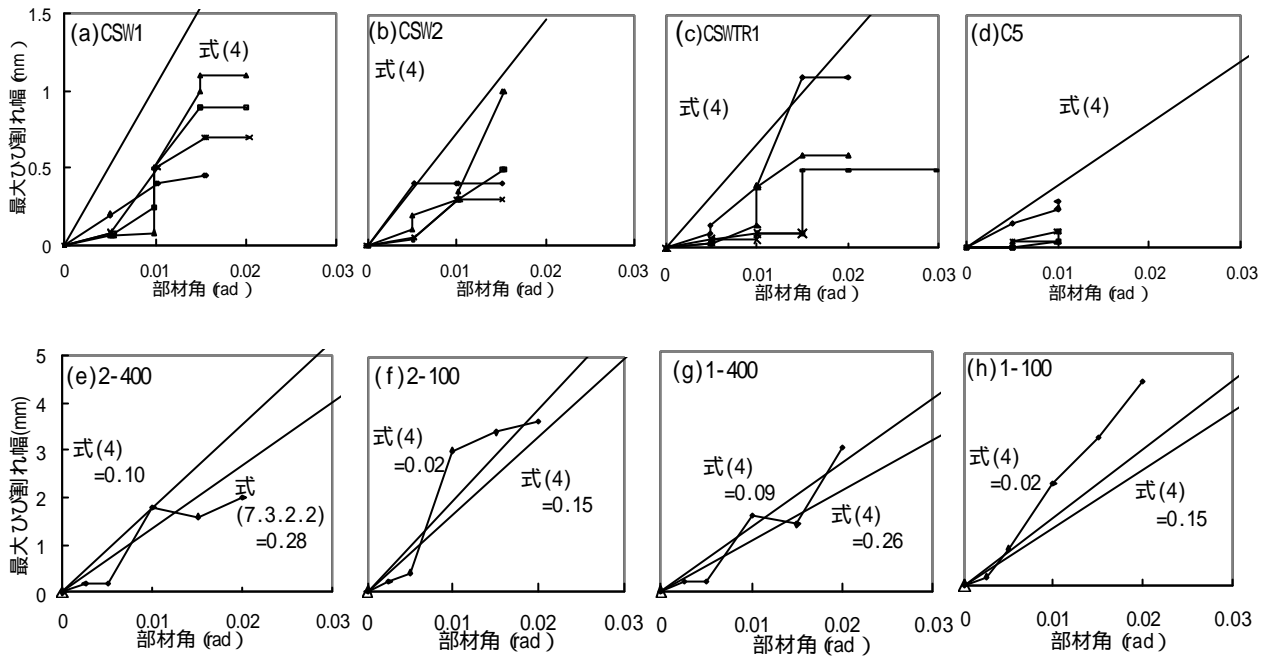 1.5
1
0.5
0
最大ひび割れ幅(mm)
(a)CSW1
式(4)
0 0.01 0.02 0.03
部材角(rad)
(b)CSW2
式(4)
0 0.01 0.02 0.03
部材角(rad)
(c)CSWTR1
式(4)
0 0.01 0.02 0.03
部材角(rad)
(d)C5
式(4)
0 0.01 0.02 0.03
部材角(rad)
5
4
3
2
1
0
最大ひび割れ幅(mm)
(e)2-400
式(4)
=0.10
式
(7.3.2.2)
=0.28
0 0.01 0.02 0.03
部材角(rad)
(f)2-100
式(4)
=0.02
式(4)
=0.15
0 0.01 0.02 0.03
部材角(rad)
(g)1-400
式(4)
=0.09
式(4)
=0.26
0 0.01 0.02 0.03
部材角(rad)
(h)1-100
式(4)
=0.02
式(4)
=0.15
0 0.01 0.02 0.03
部材角(rad)